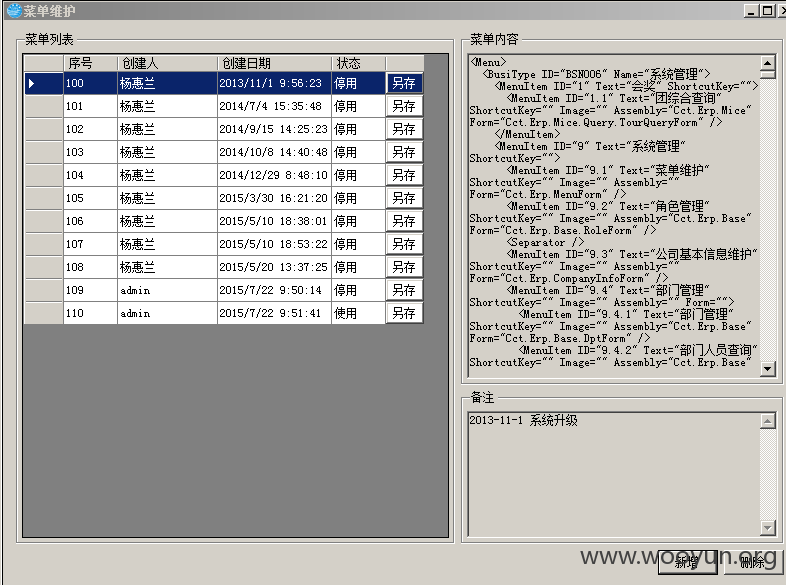 菜单维护
菜单列表
序号 创建人 创建日期 状态
100 杨惠兰 2013/11/1 9:56:23 停用 另存
101 杨惠兰 2014/7/4 15:35:48 停用 另存
102 杨惠兰 2014/9/15 14:25:23 停用 另存
103 杨惠兰 2014/10/8 14:40:48 停用 另存
104 杨惠兰 2014/12/29 8:48:10 停用 另存
105 杨惠兰 2015/3/30 16:21:20 停用 另存
106 杨惠兰 2015/5/10 18:38:01 停用 另存
107 杨惠兰 2015/5/10 18:53:22 停用 另存
108 杨惠兰 2015/5/20 13:37:25 停用 另存
109 admin 2015/7/22 9:50:14 停用 另存
110 admin 2015/7/22 9:51:41 使用 另存
菜单内容
<Menu>
<BusiType ID="BSN006" Name="系统管理">
<MenuItem ID="1" Text="会奖" ShortcutKey="">
<MenuItem ID="1.1" Text="团综合查询"
ShortcutKey="" Image="" Assembly="Cct.Erp.Mice"
Form="Cct.Erp.Mice.Query.TourQueryForm" />
</MenuItem>
<MenuItem ID="9" Text="系统管理"
ShortcutKey="">
<MenuItem ID="9.1" Text="菜单维护"
ShortcutKey="" Image="" Assembly=""
Form="Cct.Erp.MenuForm" />
<MenuItem ID="9.2" Text="角色管理"
ShortcutKey="" Image="" Assembly="Cct.Erp.Base"
Form="Cct.Erp.Base.RoleForm" />
<Separator />
<MenuItem ID="9.3" Text="公司基本信息维护"
ShortcutKey="" Image="" Assembly=""
Form="Cct.Erp.CompanyInfoForm" />
<MenuItem ID="9.4" Text="部门管理"
ShortcutKey="" Image="" Assembly="" Form="">
<MenuItem ID="9.4.1" Text="部门管理"
ShortcutKey="" Image="" Assembly="Cct.Erp.Base"
Form="Cct.Erp.Base.DptForm" />
<MenuItem ID="9.4.2" Text="部门人员查询"
ShortcutKey="" Image="" Assembly="Cct.Erp.Base"
备注
2013-11-1 系统升级
新增 删除
www.wooyun.org